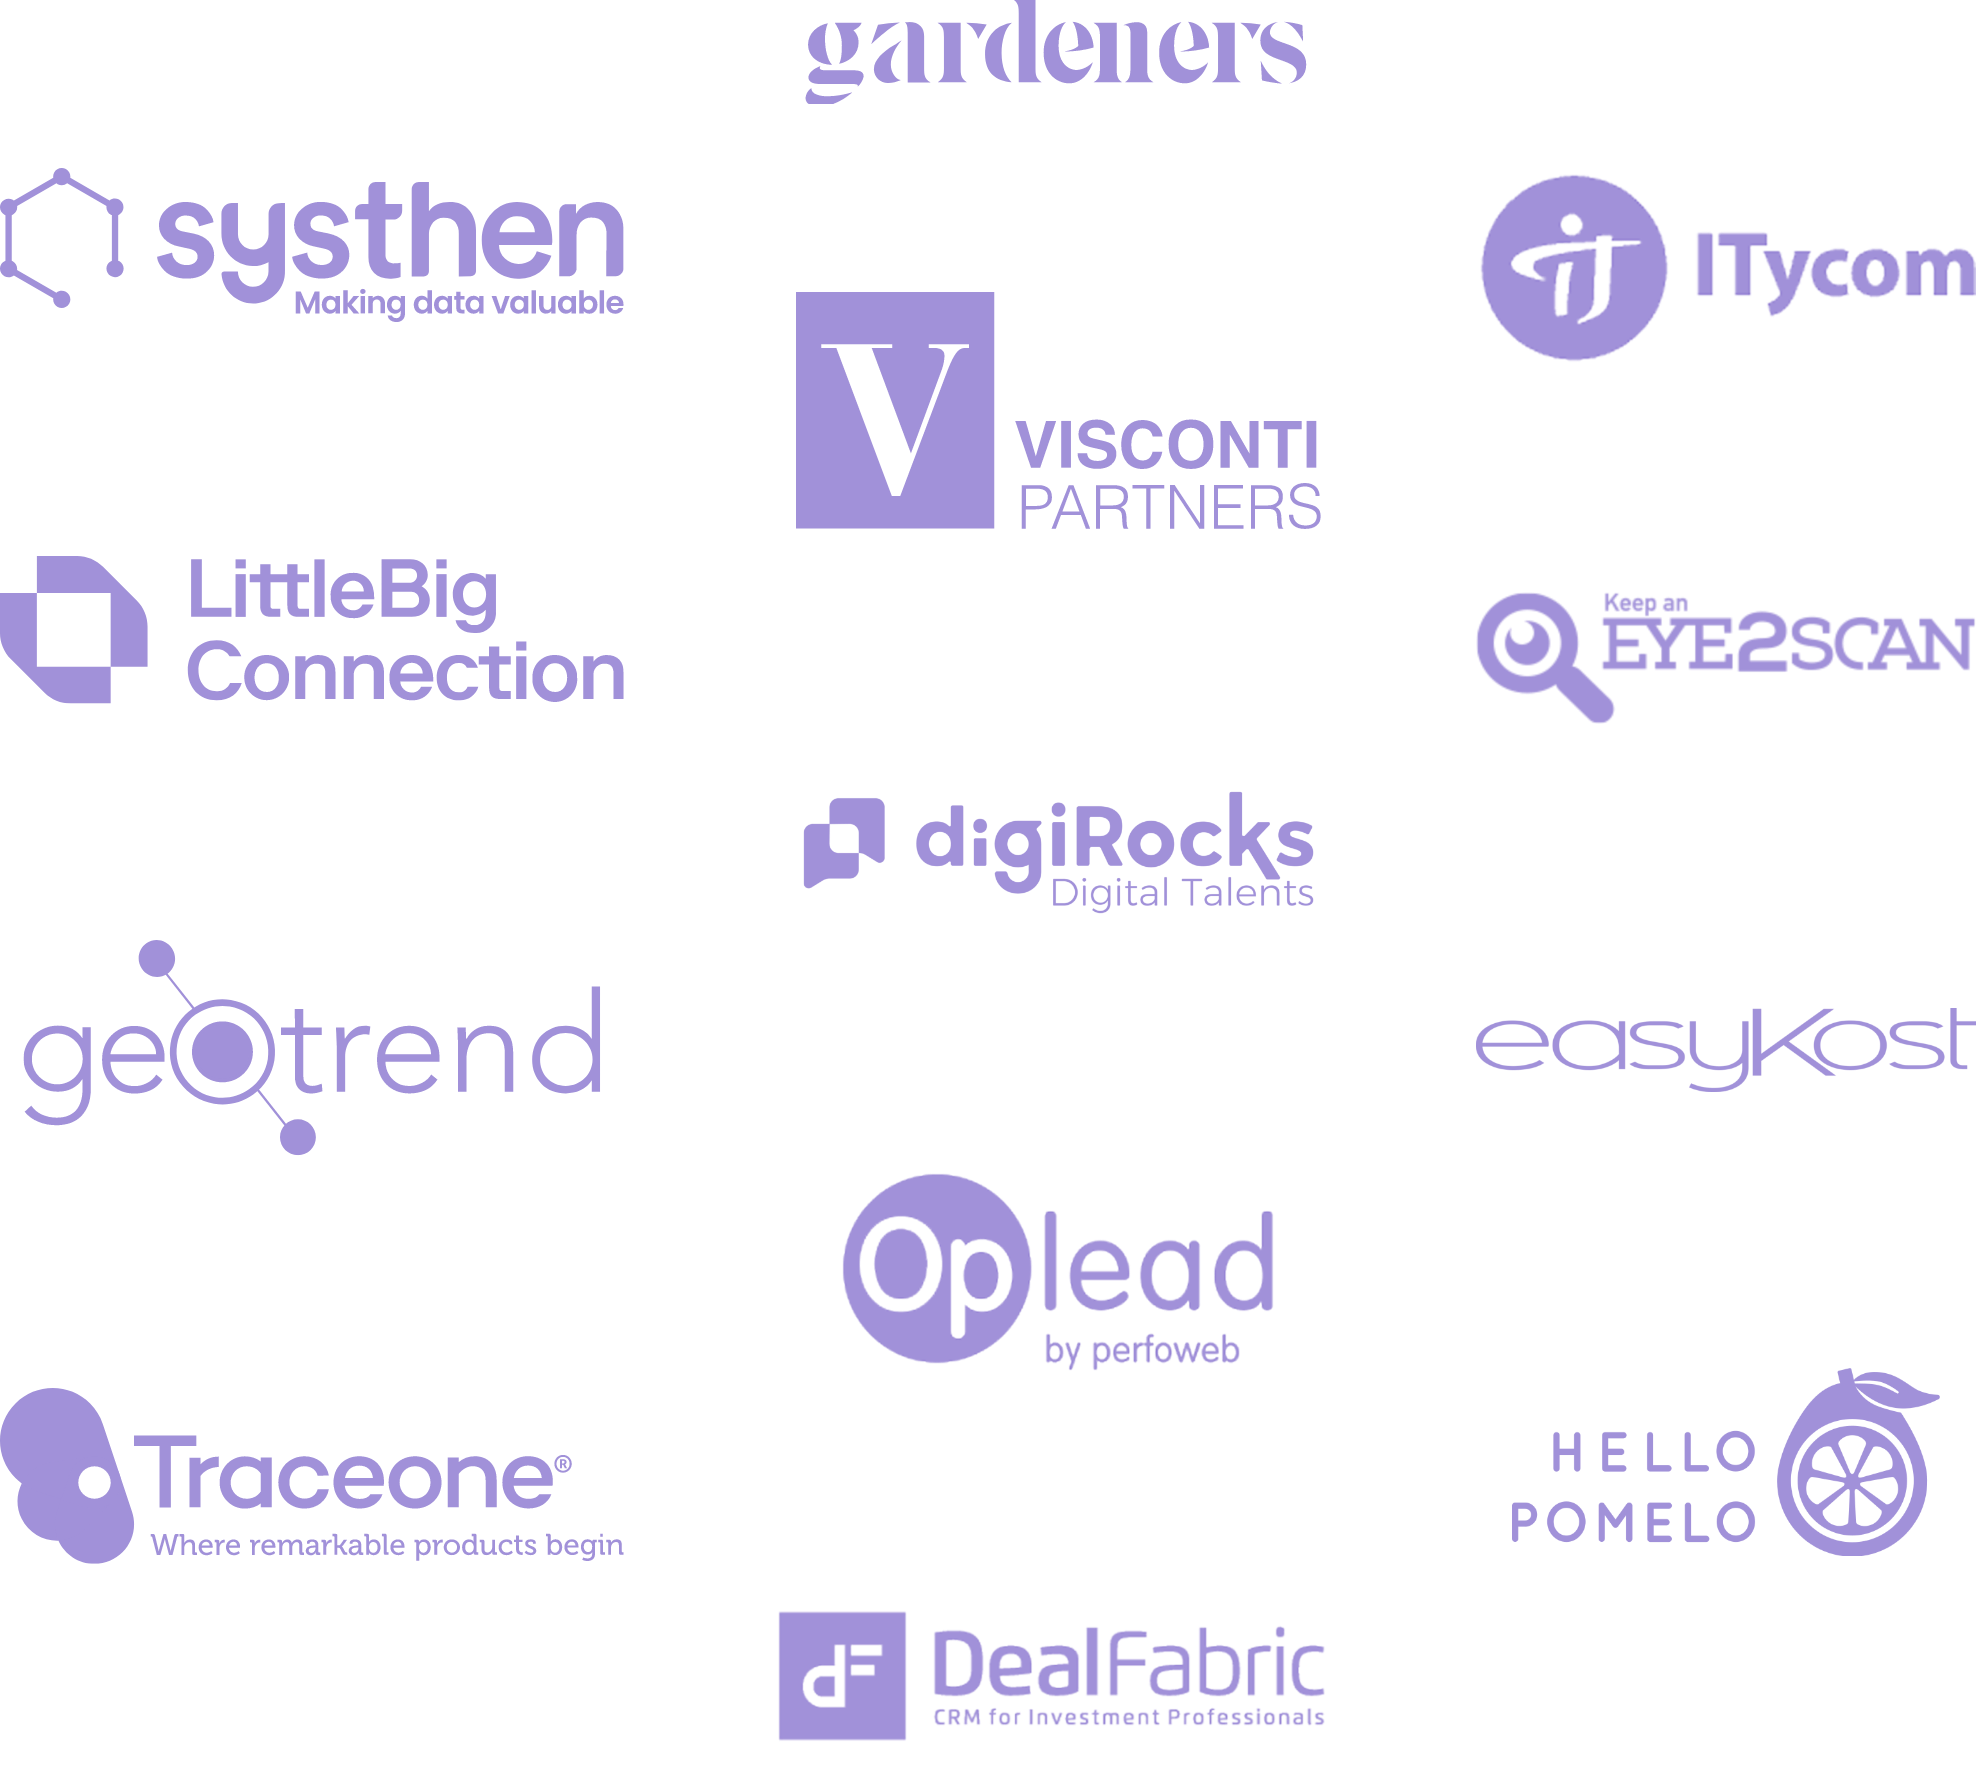 gardeners
systhen
Making data valuable
iT
ITycom
V
VISCONTI
PARTNERS
LittleBig
Connection
Keep an
EYE2SCAN
digiRocks
Digital Talents
geotrend
easyKost
Oplead
by perfoweb
Traceone®
Where remarkable products begin
HELLO
POMELO
dF
DealFabric
CRM for Investment Professionals